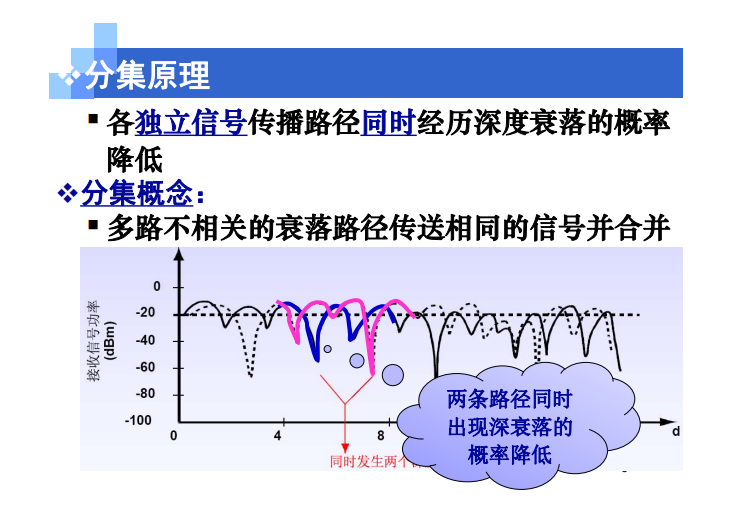 分集原理
各独立信号传播路径同时经历深度衰落的概率
降低
分集概念：
多路不相关的衰落路径传送相同的信号并合并
接收信号功率
(dBm)
0
-20
-40
-60
-80
-100
0
4
8
d
同时发生两个
两条路径同时
出现深衰落的
概率降低